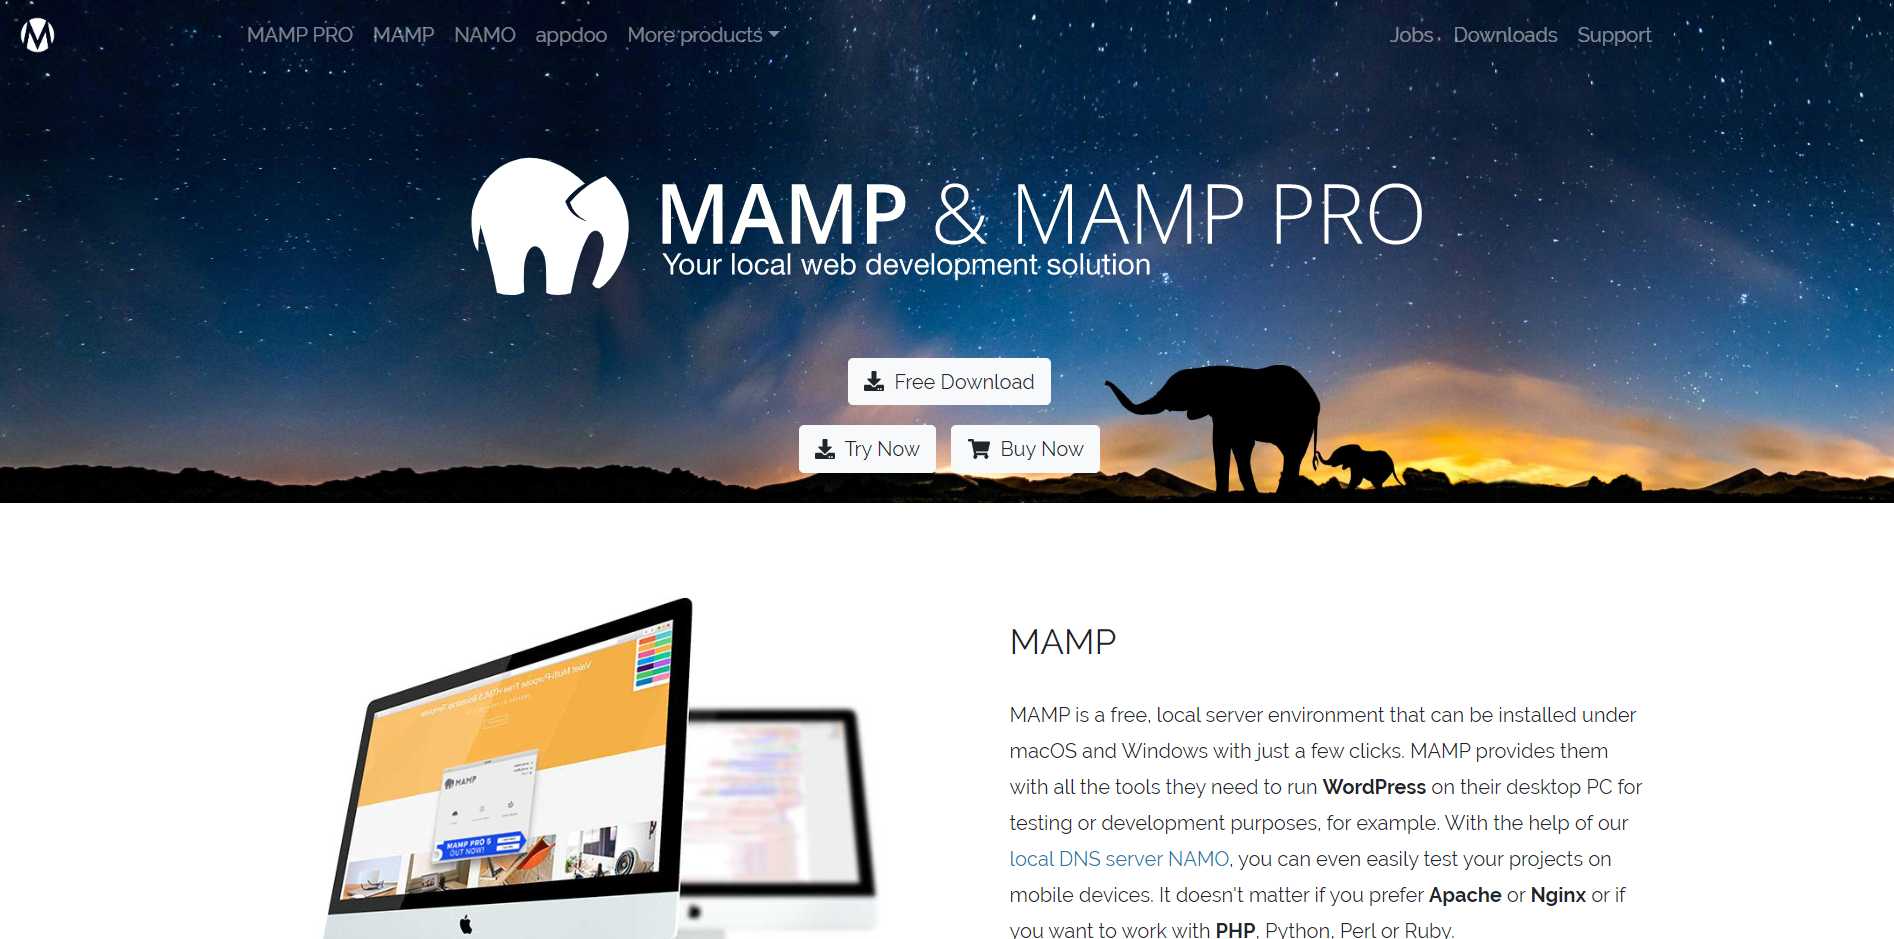 MAMP PRO MAMP NAMO appdoo More products Jobs Downloads Support
MAMP & MAMP PRO
Your local web development solution
Free Download
Try Now Buy Now
MAMP
MAMP PRO 5
OUT NOW!
MAMP
MAMP is a free, local server environment that can be installed under
macOS and Windows with just a few clicks. MAMP provides them
with all the tools they need to run WordPress on their desktop PC for
testing or development purposes, for example. With the help of our
local DNS server NAMO, you can even easily test your projects on
mobile devices. It doesn't matter if you prefer Apache or Nginx or if
you want to work with PHP, Python, Perl or Ruby.